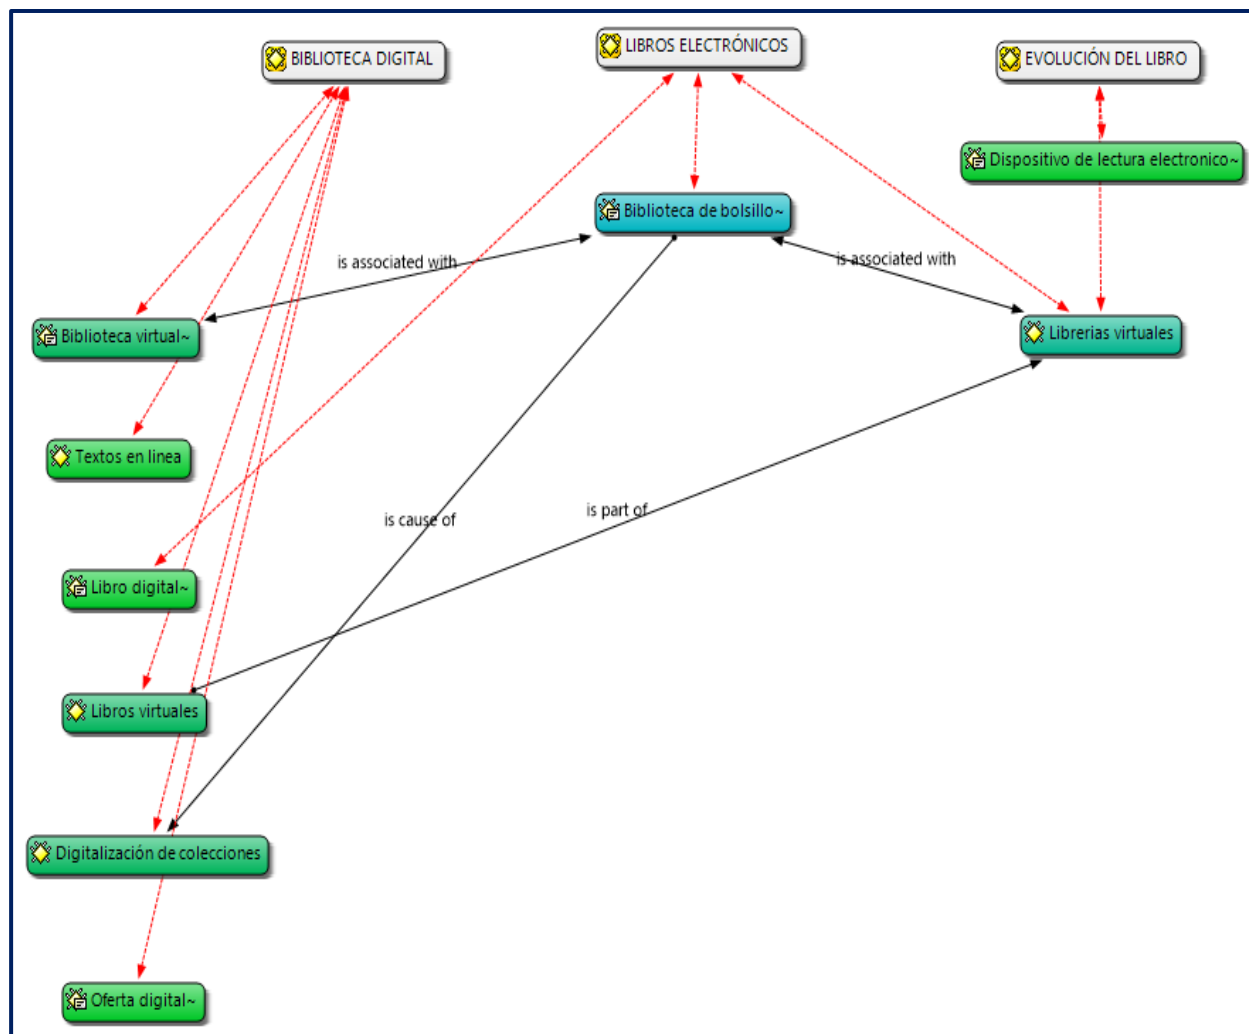 LIBROS ELECTRÓNICOS
BIBLIOTECA DIGITAL
EVOLUCIÓN DEL LIBRO
Dispositivo de lectura electronico~
Biblioteca de bolsillo~
is associated with
is associated with
Biblioteca virtual~
Librerias virtuales
Textos en linea
is part of
is cause of
Libro digital~
Libros virtuales
Digitalización de colecciones
Oferta digital~